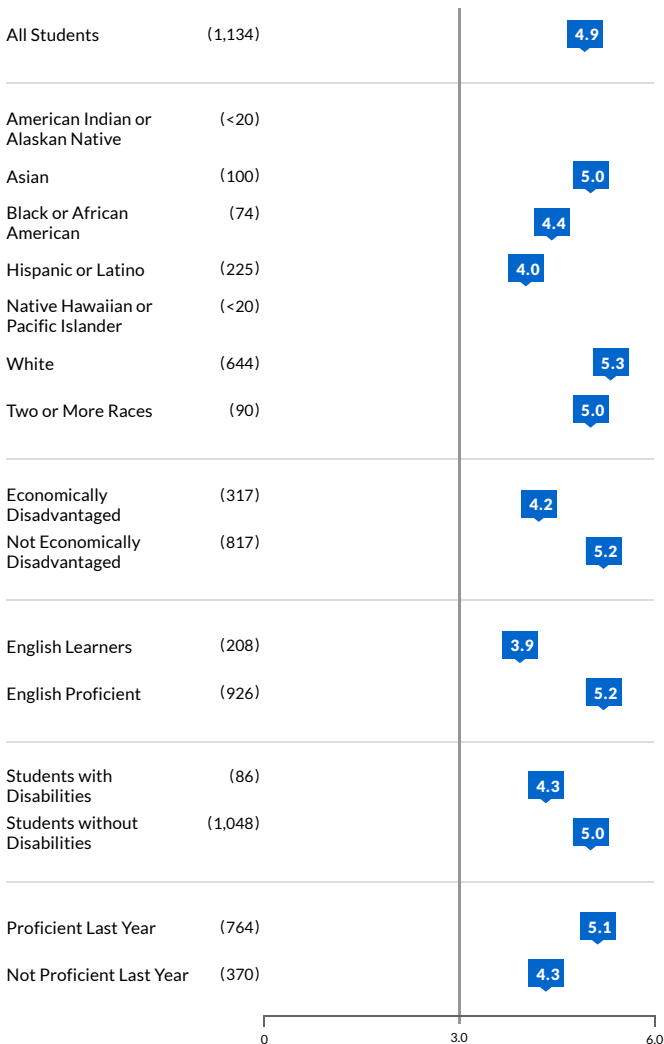 All Students (1,134) 4.9
American Indian or (<20)
Alaskan Native
Asian (100) 5.0
Black or African (74) 4.4
American
Hispanic or Latino (225) 4.0
Native Hawaiian or (<20)
Pacific Islander
White (644) 5.3
Two or More Races (90) 5.0
Economically (317) 4.2
Disadvantaged
Not Economically (817) 5.2
Disadvantaged
English Learners (208) 3.9
English Proficient (926) 5.2
Students with (86) 4.3
Disabilities
Students without (1,048) 5.0
Disabilities
Proficient Last Year (764) 5.1
Not Proficient Last Year (370) 4.3
0 3.0 6.0